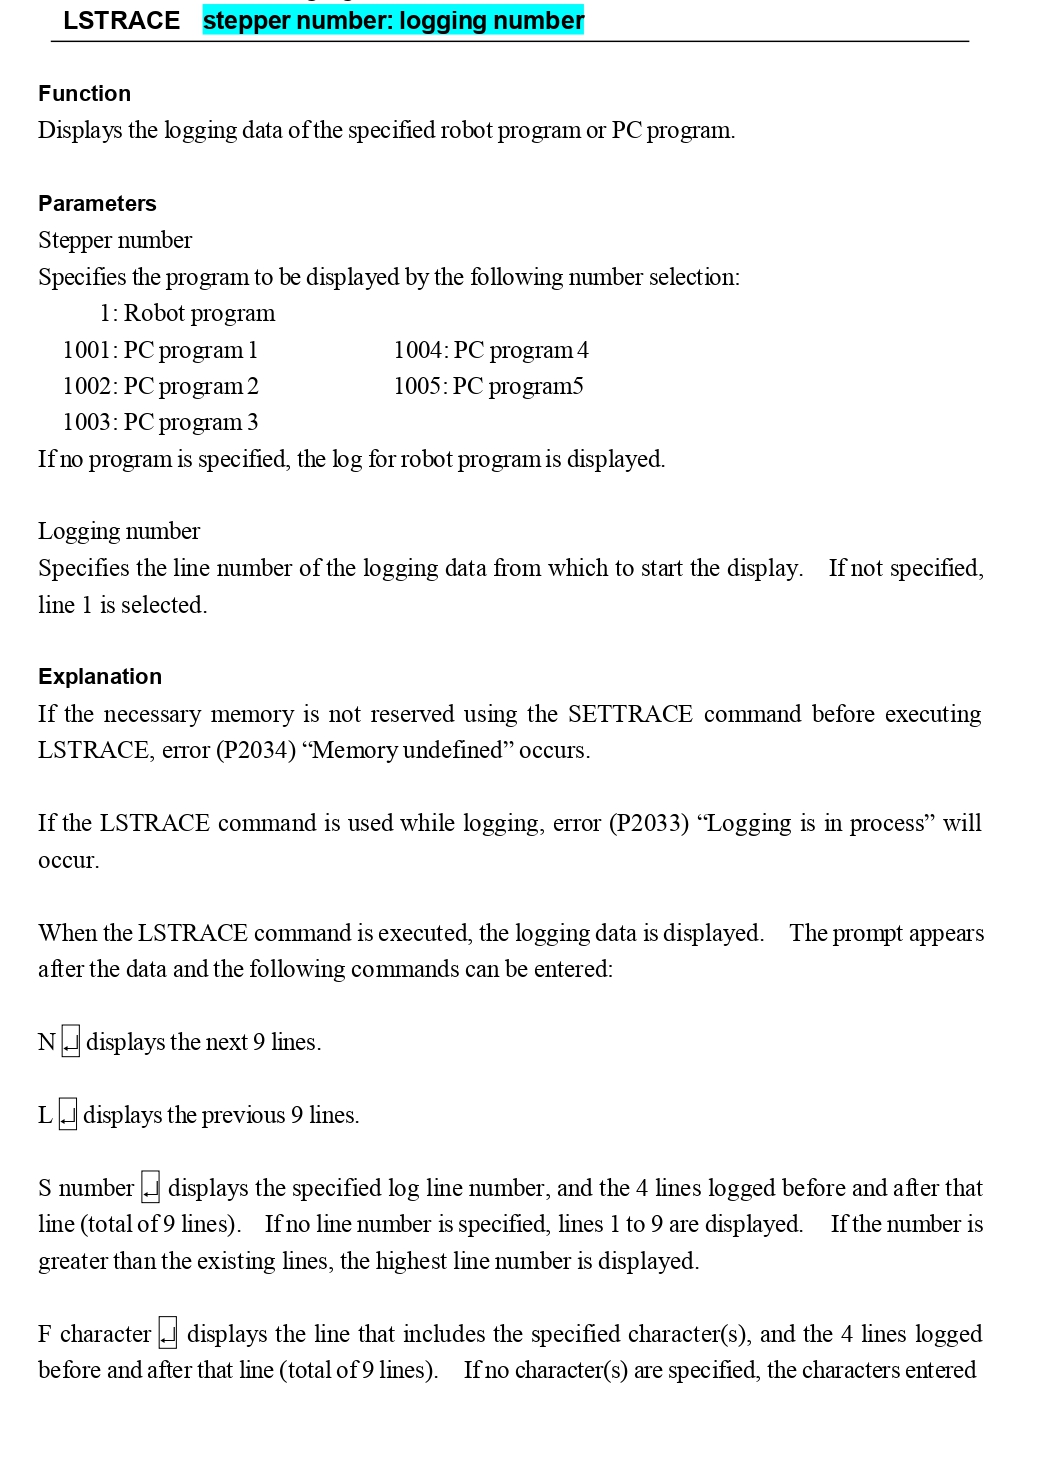 LSTRACE stepper number: logging number
Function
Displays the logging data of the specified robot program or PC program.
Parameters
Stepper number
Specifies the program to be displayed by the following number selection:
1: Robot program
1001: PC program 1 1004: PC program 4
1002: PC program 2 1005: PC program5
1003: PC program 3
If no program is specified, the log for robot program is displayed.
Logging number
Specifies the line number of the logging data from which to start the display. If not specified,
line 1 is selected.
Explanation
If the necessary memory is not reserved using the SETTRACE command before executing
LSTRACE, error (P2034) “Memory undefined” occurs.
If the LSTRACE command is used while logging, error (P2033) “Logging is in process” will
occur.
When the LSTRACE command is executed, the logging data is displayed. The prompt appears
after the data and the following commands can be entered:
N ↵ displays the next 9 lines.
L ↵ displays the previous 9 lines.
S number ↵ displays the specified log line number, and the 4 lines logged before and after that
line (total of 9 lines). If no line number is specified, lines 1 to 9 are displayed. If the number is
greater than the existing lines, the highest line number is displayed.
F character ↵ displays the line that includes the specified character(s), and the 4 lines logged
before and after that line (total of 9 lines). If no character(s) are specified, the characters entered